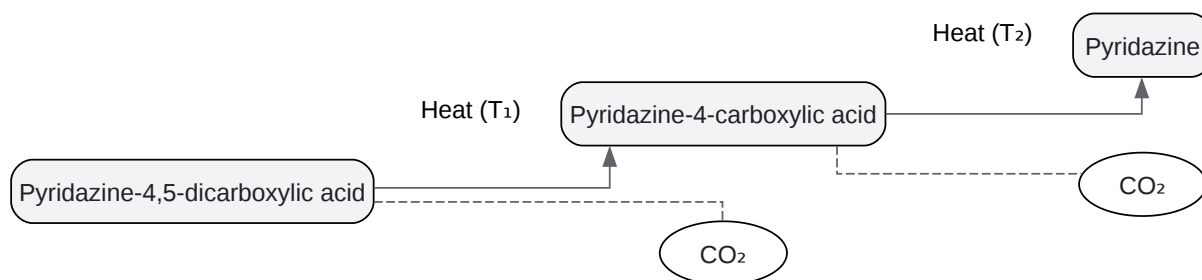 Heat (T₂)
Pyridazine
Heat (T₁)
Pyridazine-4-carboxylic acid
Pyridazine-4,5-dicarboxylic acid
CO₂
CO₂